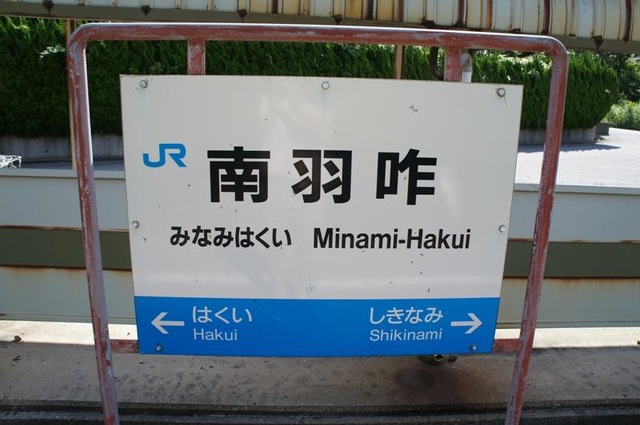 JR 南羽咋
みなみはくい Minami-Hakui
← はくい しきなみ →
Hakui Shikinami